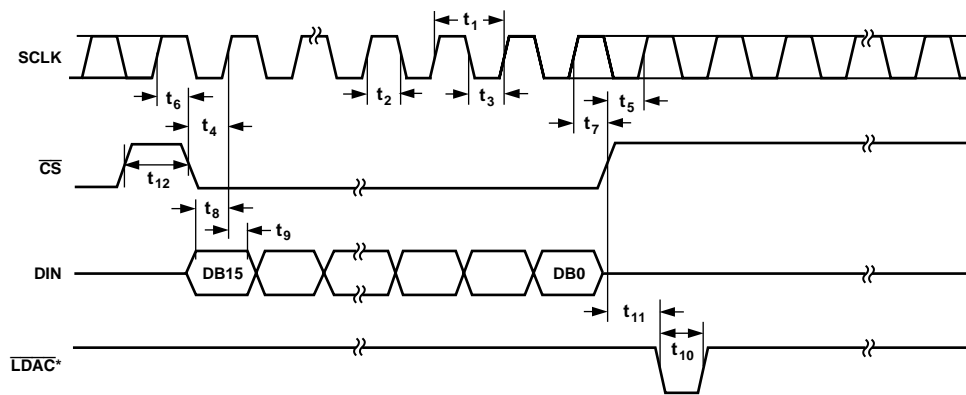 SCLK
t1
t6
t2
t3
t5
t4
t7
CS
t12
t8
t9
DIN
DB15
DB0
t11
LDAC*
t10